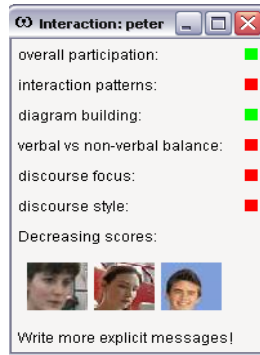 Interaction: peter
overall participation:
interaction patterns:
diagram building:
verbal vs non-verbal balance:
discourse focus:
discourse style:
Decreasing scores:
Write more explicit messages!